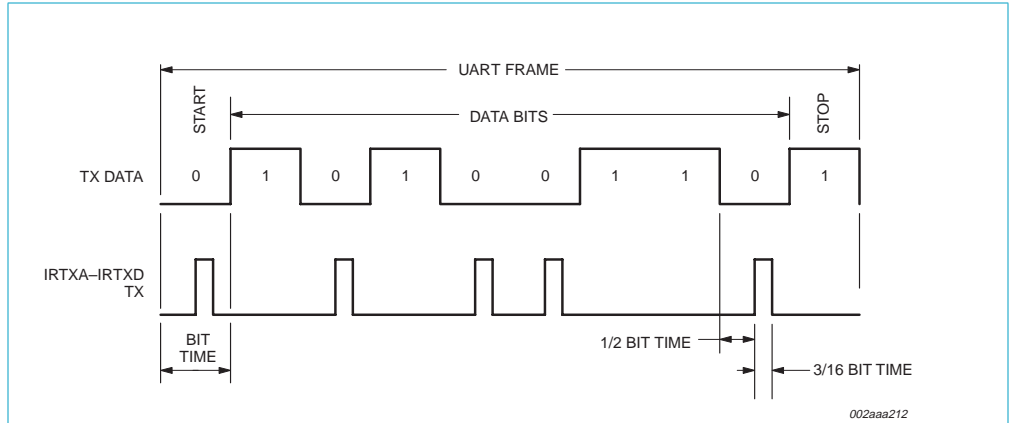 UART FRAME
START
DATA BITS
STOP
TX DATA
0 1 0 1 0 0 1 1 0 1
IRTXA–IRTXD
TX
BIT
TIME
1/2 BIT TIME
3/16 BIT TIME
002aaa212